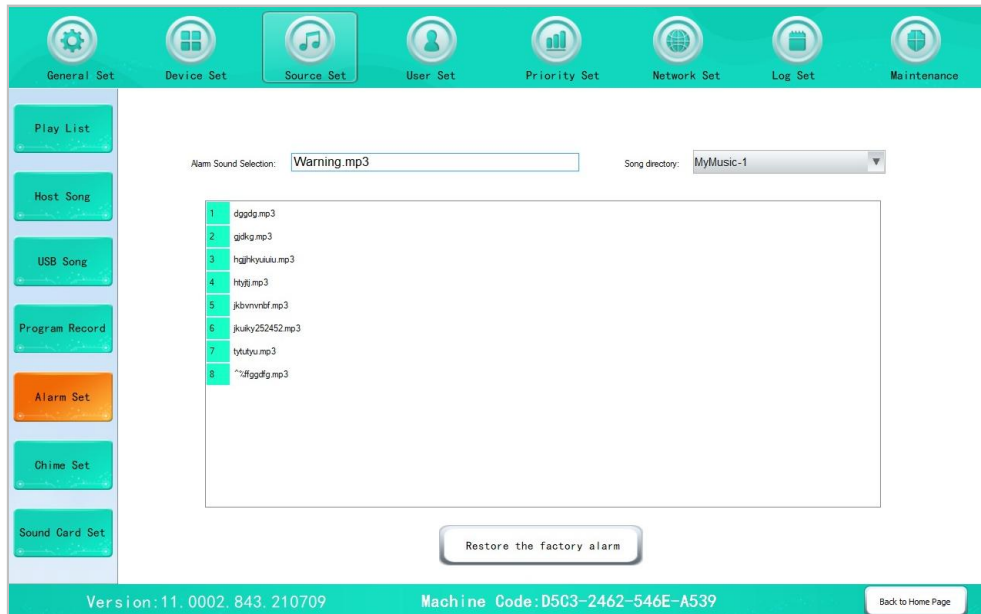 General Set Device Set Source Set User Set Priority Set Network Set Log Set Maintenance
Play List
Host Song
USB Song
Program Record
Alarm Set
Chime Set
Sound Card Set
Alarm Sound Selection: Warning.mp3 Song directory: MyMusic-1
1 dggdg.mp3
2 gjdkg.mp3
3 hgjhkyuiuiu.mp3
4 htyjtj.mp3
5 jkbvnvnbf.mp3
6 jkuiky252452.mp3
7 tytutyu.mp3
8 ^%ffggdfg.mp3
Restore the factory alarm
Version:11.0002.843.210709 Machine Code:D5C3-2462-546E-A539 Back to Home Page